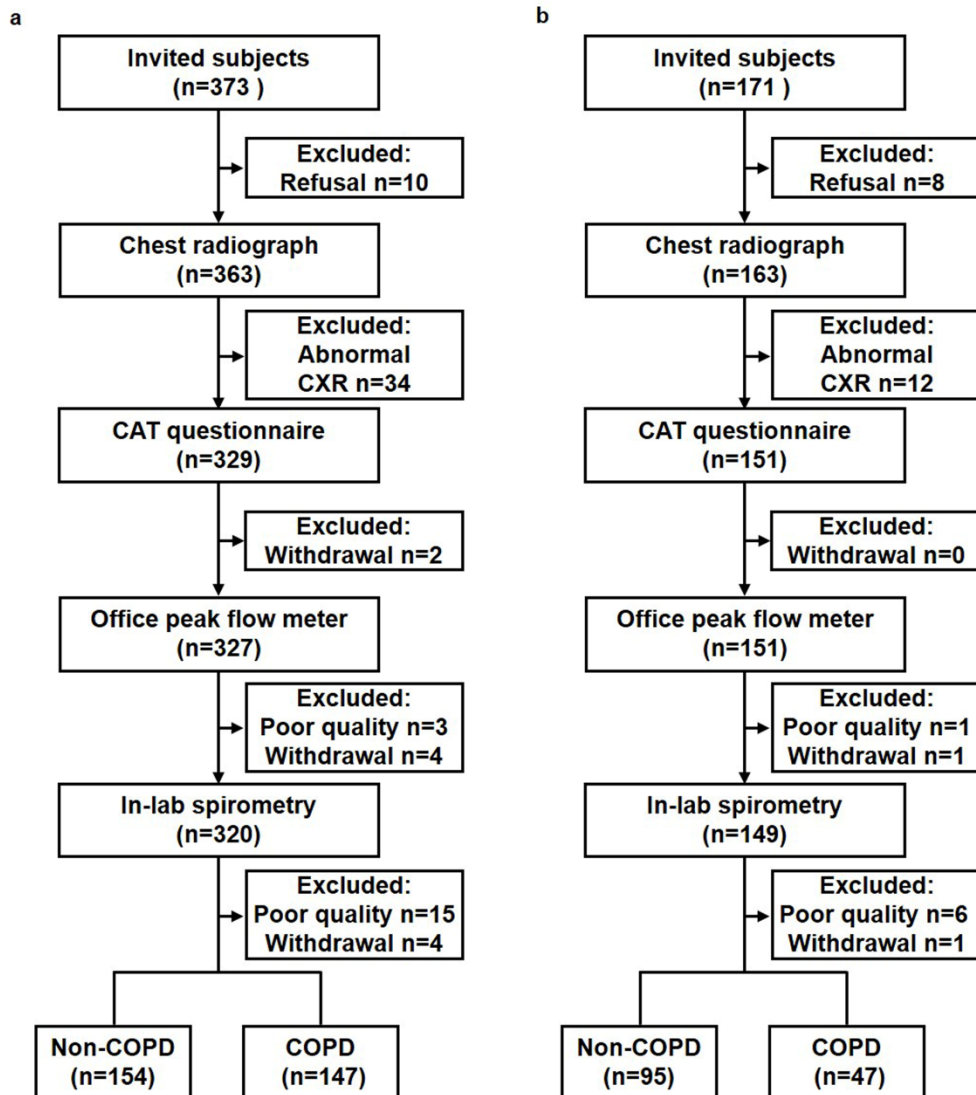 a
Invited subjects
(n=373 )
Excluded:
Refusal n=10
Chest radiograph
(n=363)
Excluded:
Abnormal
CXR n=34
CAT questionnaire
(n=329)
Excluded:
Withdrawal n=2
Office peak flow meter
(n=327)
Excluded:
Poor quality n=3
Withdrawal n=4
In-lab spirometry
(n=320)
Excluded:
Poor quality n=15
Withdrawal n=4
Non-COPD
(n=154)
COPD
(n=147)
b
Invited subjects
(n=171 )
Excluded:
Refusal n=8
Chest radiograph
(n=163)
Excluded:
Abnormal
CXR n=12
CAT questionnaire
(n=151)
Excluded:
Withdrawal n=0
Office peak flow meter
(n=151)
Excluded:
Poor quality n=1
Withdrawal n=1
In-lab spirometry
(n=149)
Excluded:
Poor quality n=6
Withdrawal n=1
Non-COPD
(n=95)
COPD
(n=47)